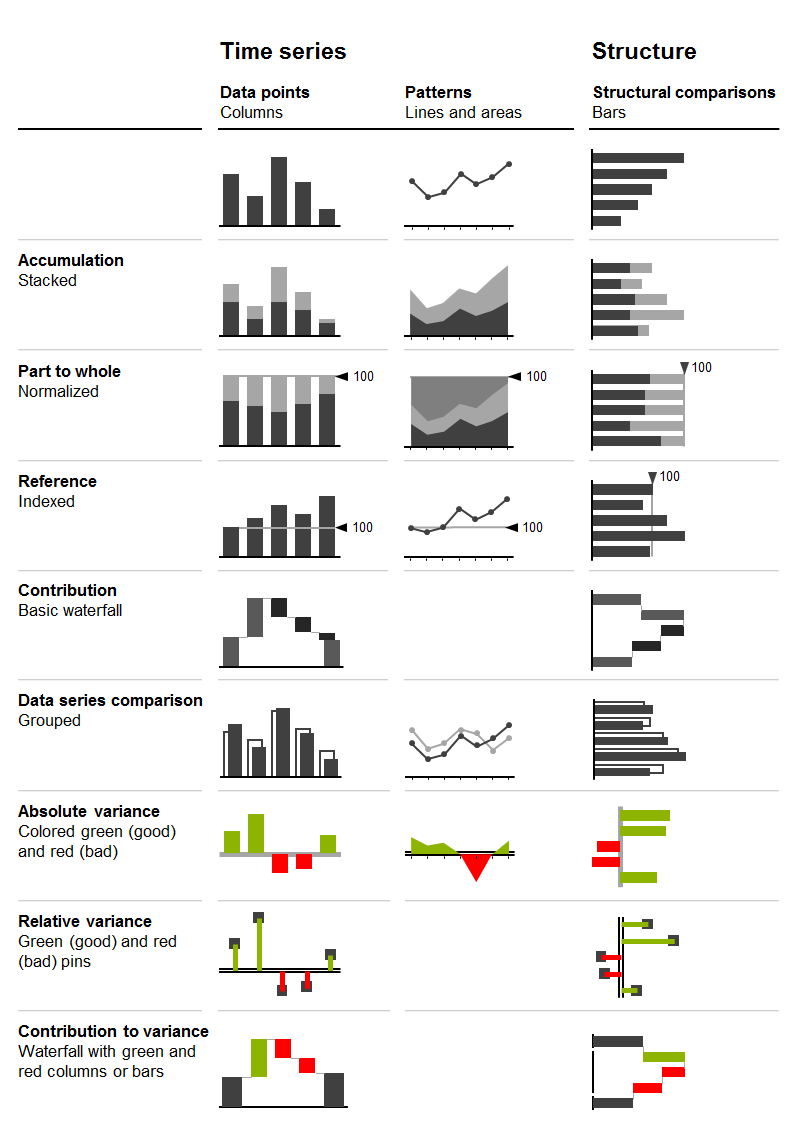 Time series
Structure
Data points
Columns
Patterns
Lines and areas
Structural comparisons
Bars
Accumulation
Stacked
Part to whole
Normalized
100
100
100
Reference
Indexed
100
100
100
Contribution
Basic waterfall
Data series comparison
Grouped
Absolute variance
Colored green (good)
and red (bad)
Relative variance
Green (good) and red
(bad) pins
Contribution to variance
Waterfall with green and
red columns or bars